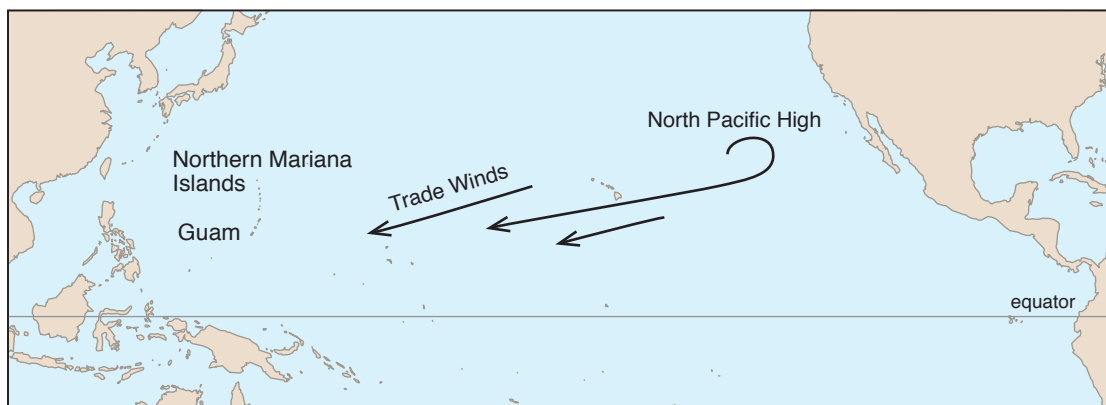 North Pacific High
Northern Mariana
Islands
Trade Winds
Guam
equator